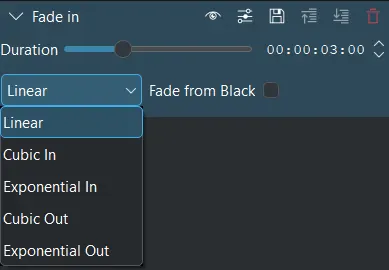 Fade in
Duration 00:00:03:00
Linear Fade from Black
Linear
Cubic In
Exponential In
Cubic Out
Exponential Out